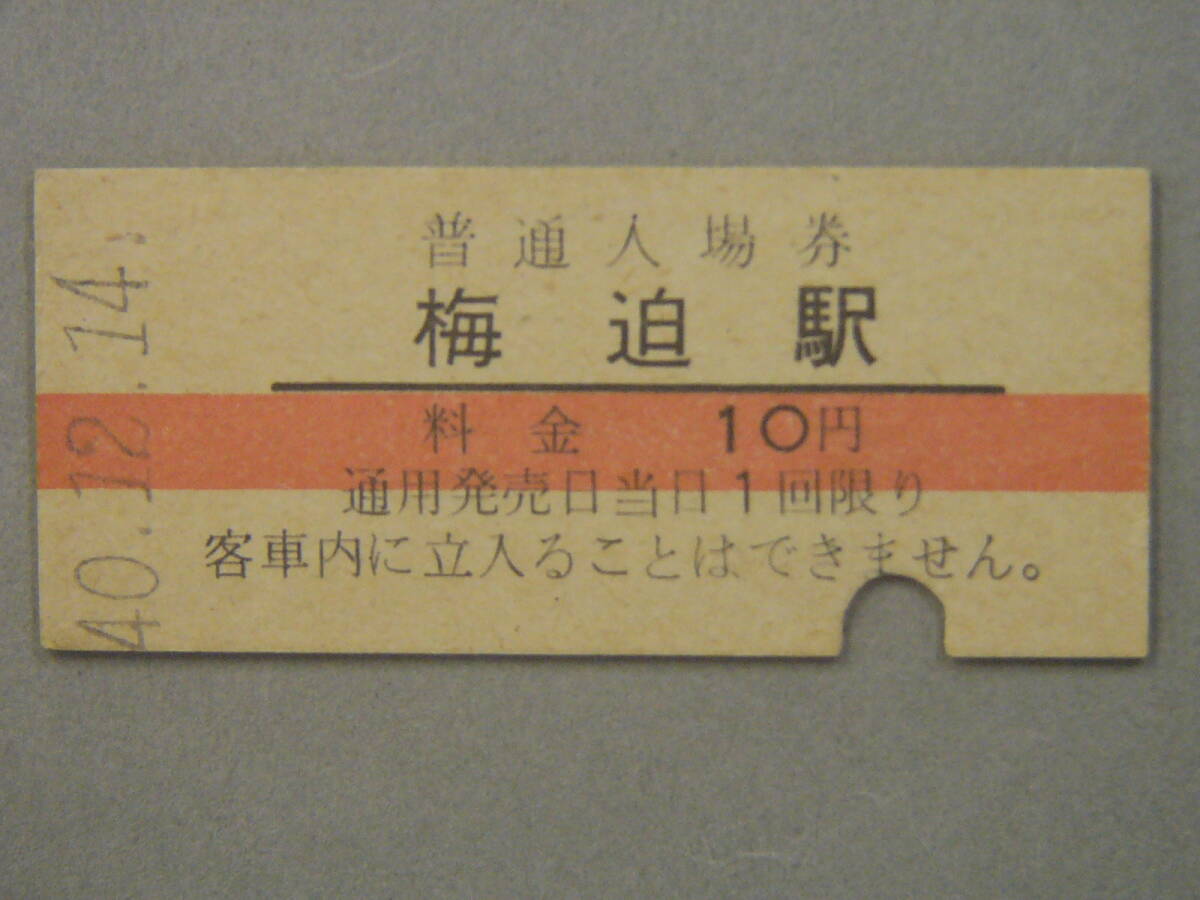 普通入場券
梅迫駅
料金 10円
通用発売日当日1回限り
客車内に立入ることはできません。
40.12.14